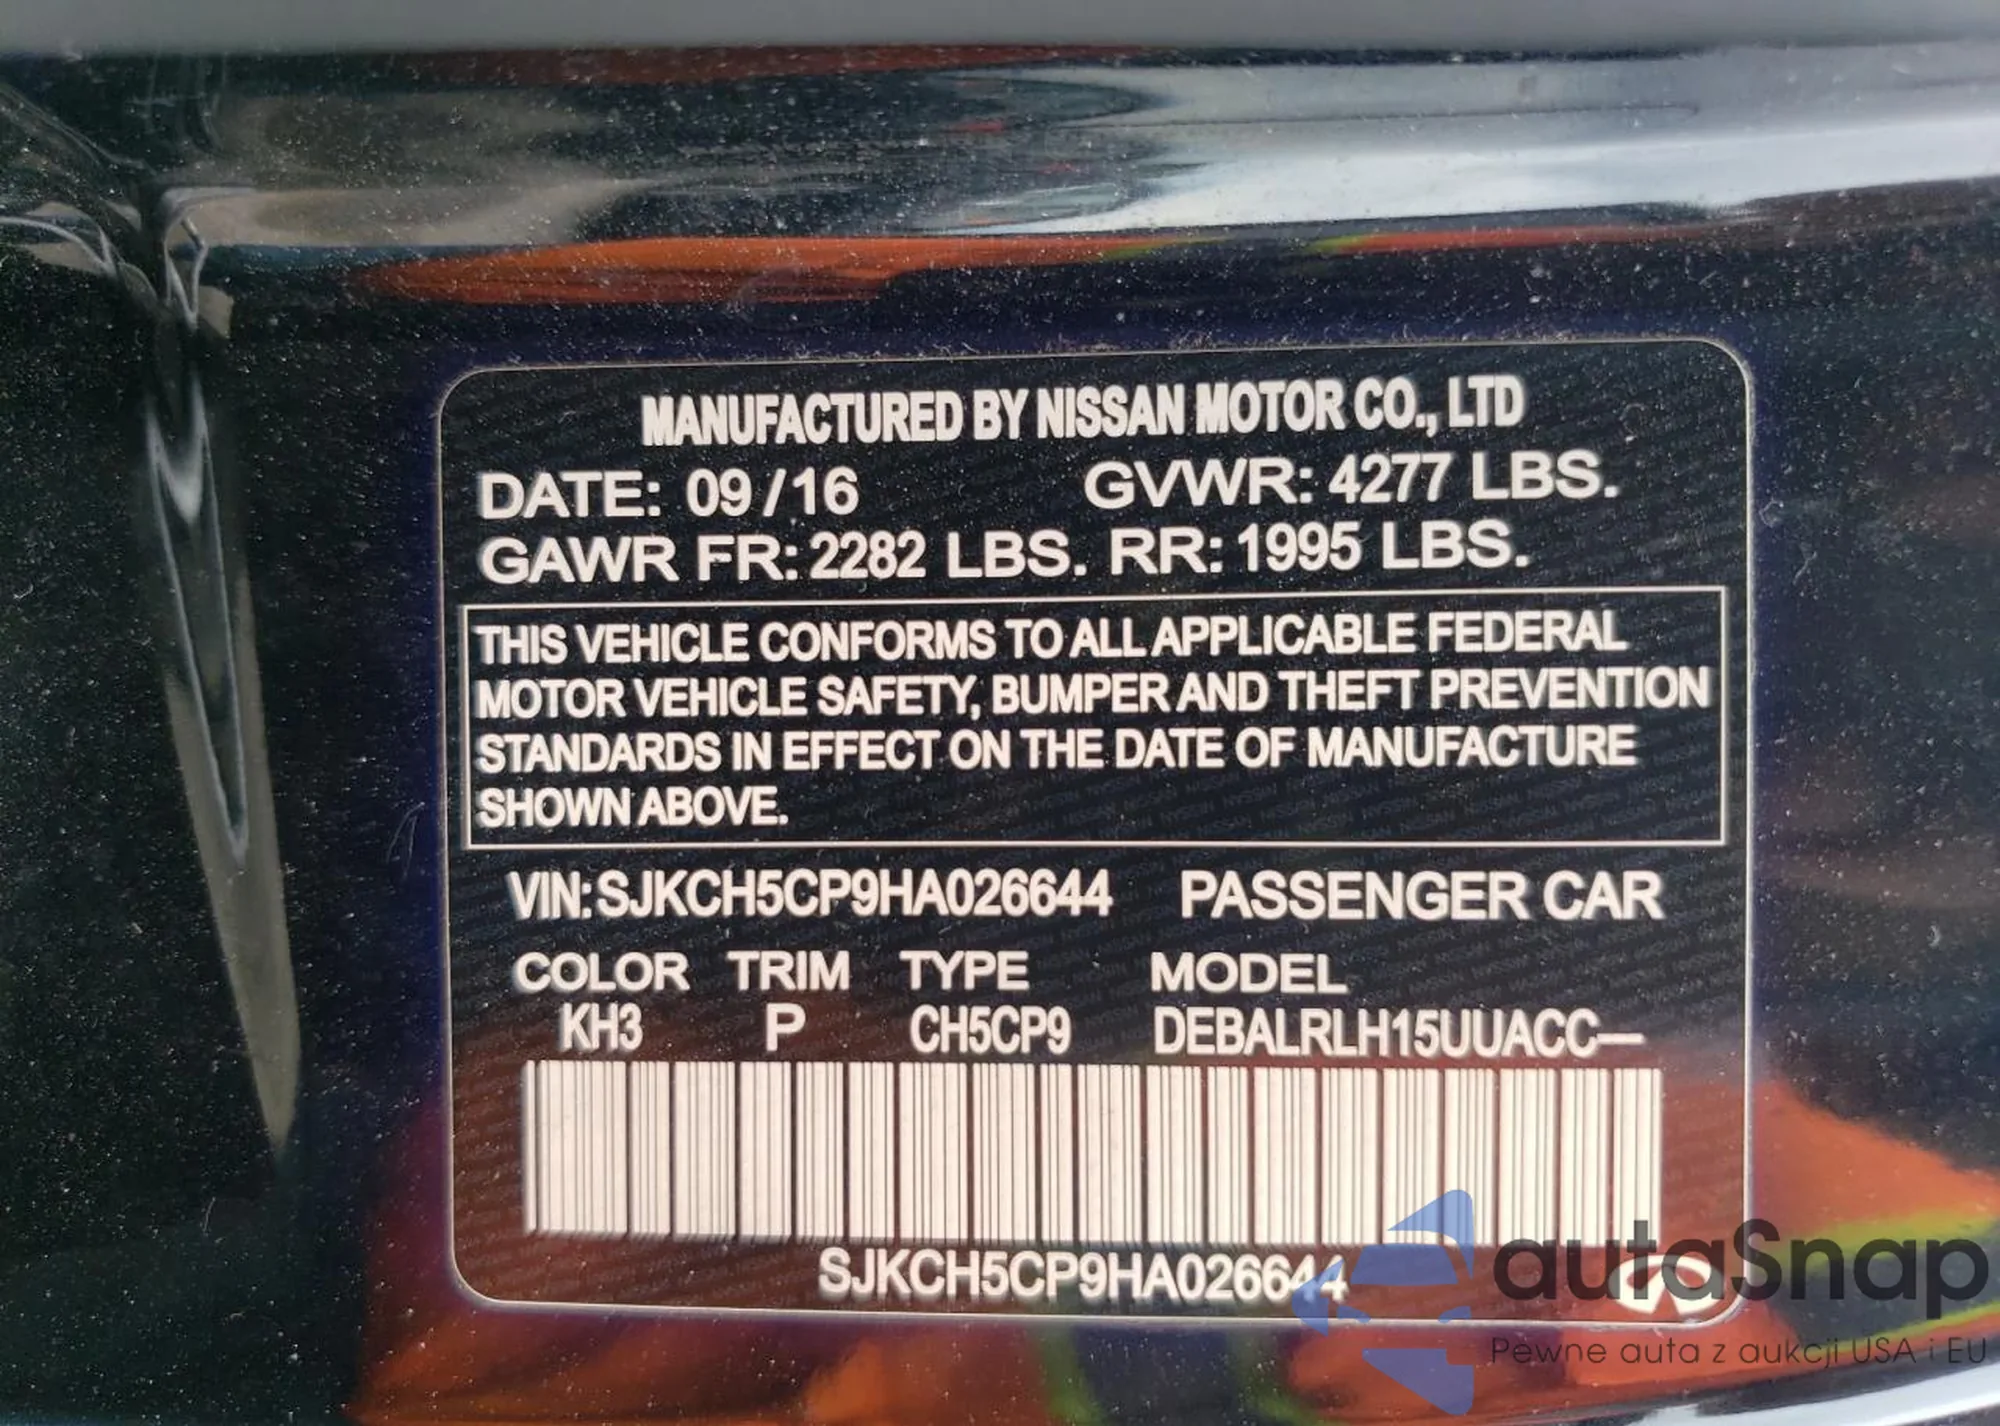 MANUFACTURED BY NISSAN MOTOR CO., LTD
DATE: 09/16 GVWR: 4277 LBS.
GAWR FR: 2282 LBS. RR: 1995 LBS.
THIS VEHICLE CONFORMS TO ALL APPLICABLE FEDERAL
MOTOR VEHICLE SAFETY, BUMPER AND THEFT PREVENTION
STANDARDS IN EFFECT ON THE DATE OF MANUFACTURE
SHOWN ABOVE.
VIN: SJKCH5CP9HA026644 PASSENGER CAR
COLOR TRIM TYPE MODEL
KH3 P CH5CP9 DEBALRLH15UUACC—
SJKCH5CP9HA026644
autaSnap
Pewne auta z aukcji USA i EU